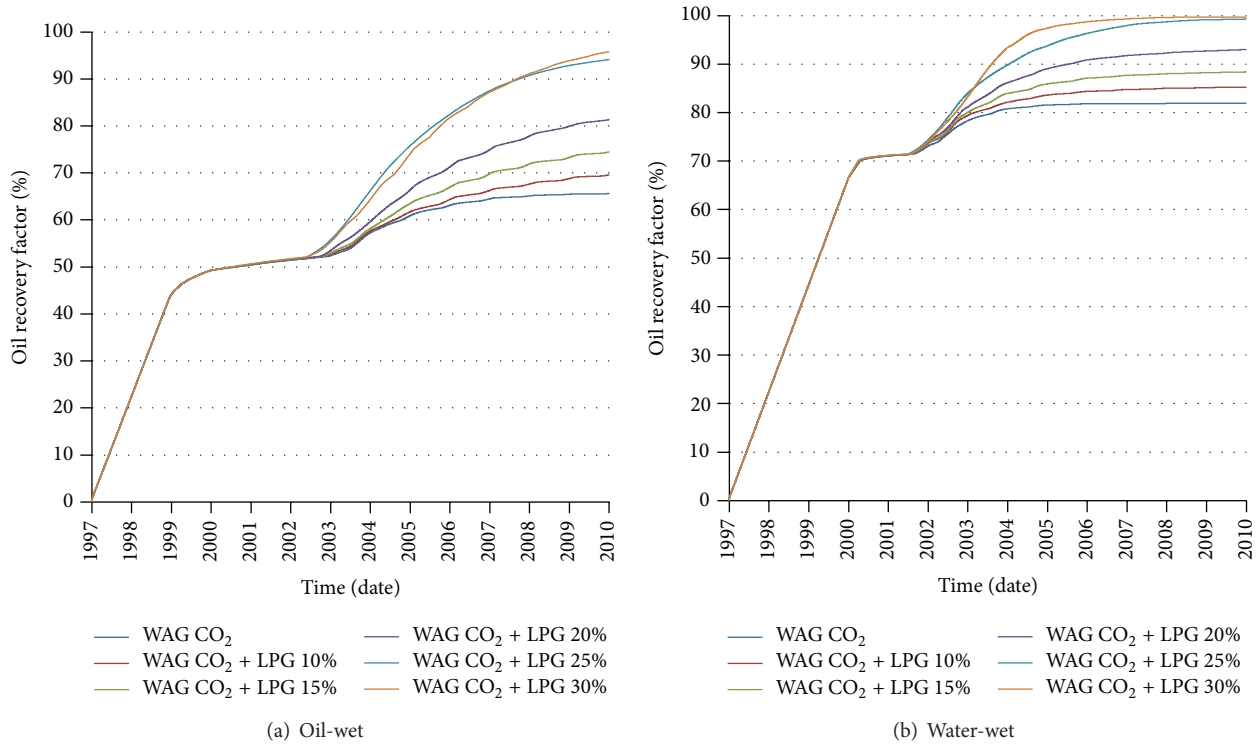 100
90
80
70
60
50
40
30
20
10
0
Oil recovery factor (%)
1997
1998
1999
2000
2001
2002
2003
2004
2005
2006
2007
2008
2009
2010
Time (date)
WAG CO₂
WAG CO₂ + LPG 10%
WAG CO₂ + LPG 15%
WAG CO₂ + LPG 20%
WAG CO₂ + LPG 25%
WAG CO₂ + LPG 30%
(a) Oil-wet
100
90
80
70
60
50
40
30
20
10
0
Oil recovery factor (%)
1997
1998
1999
2000
2001
2002
2003
2004
2005
2006
2007
2008
2009
2010
Time (date)
WAG CO₂
WAG CO₂ + LPG 10%
WAG CO₂ + LPG 15%
WAG CO₂ + LPG 20%
WAG CO₂ + LPG 25%
WAG CO₂ + LPG 30%
(b) Water-wet